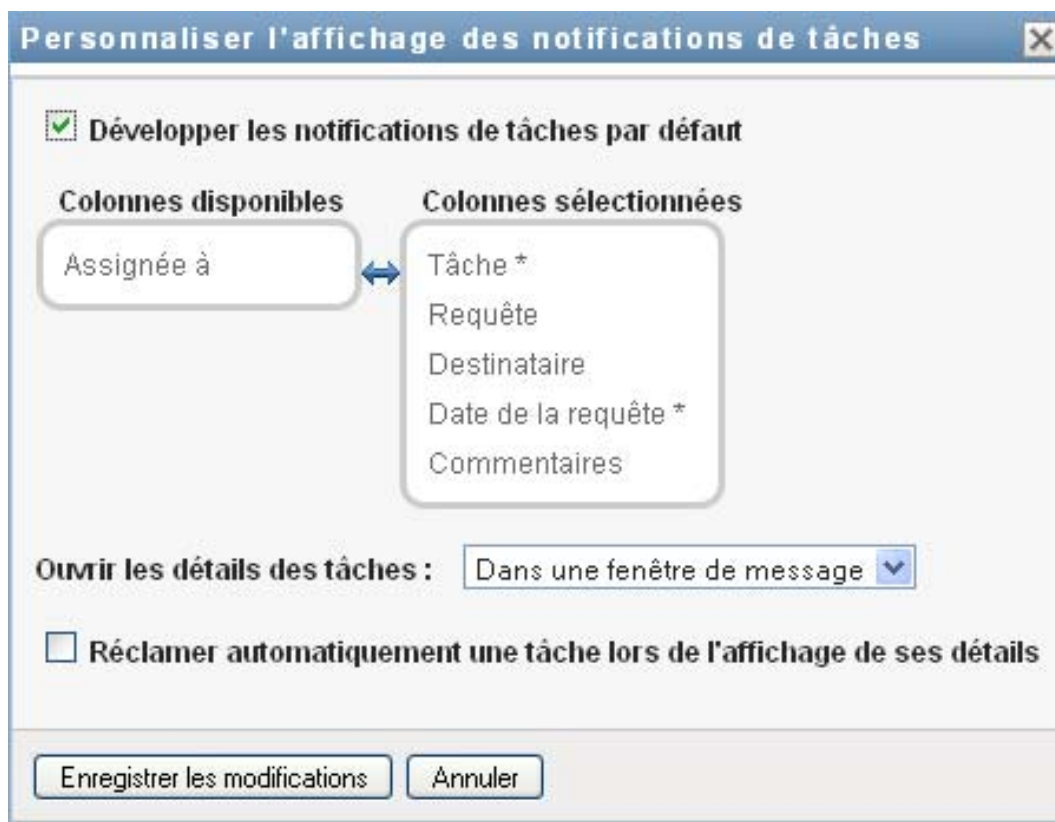 Personnaliser l'affichage des notifications de tâches
Développer les notifications de tâches par défaut
Colonnes disponibles
Colonnes sélectionnées
Assignée à
Tâche *
Requête
Destinataire
Date de la requête *
Commentaires
Ouvrir les détails des tâches :
Dans une fenêtre de message
Réclamer automatiquement une tâche lors de l'affichage de ses détails
Enregistrer les modifications
Annuler